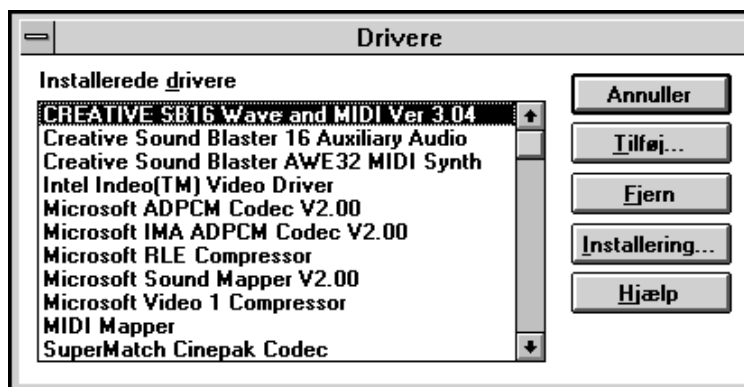 Drivere
Installerede drivere
CREATIVE SB16 Wave and MIDI Ver 3.04
Creative Sound Blaster 16 Auxiliary Audio
Creative Sound Blaster AWE32 MIDI Synth
Intel Indeo(TM) Video Driver
Microsoft ADPCM Codec V2.00
Microsoft IMA ADPCM Codec V2.00
Microsoft RLE Compressor
Microsoft Sound Mapper V2.00
Microsoft Video 1 Compressor
MIDI Mapper
SuperMatch Cinepak Codec
Annuller
Tilføj...
Fjern
Installering...
Hjælp